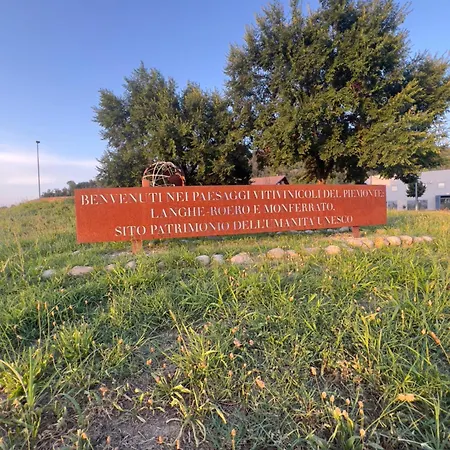 BENVENUTI NEI PAESAGGI VITIVINICOLI DEL PIEMONTE:
LANGHE-ROERO E MONFERRATO,
SITO PATRIMONIO DELL'UMANITÀ UNESCO